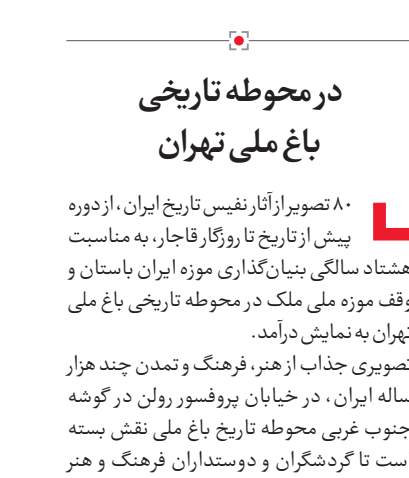 در محوطه تاریخی
باغ ملی تهران
۸۰ تصویر از آثار نفیس تاریخ ایران، از دوره
پیش از تاریخ تا روزگار قاجار، به مناسبت
هشتاد سالگی بنیان‌گذاری موزه ایران باستان و
وقف موزه ملی ملک در محوطه تاریخی باغ ملی
تهران به نمایش درآمد.
تصویری جذاب از هنر، فرهنگ و تمدن چند هزار
ساله ایران، در خیابان پروفسور رولن در گوشه
جنوب غربی محوطه تاریخ باغ ملی نقش بسته
است تا گردشگران و دوستداران فرهنگ و هنر